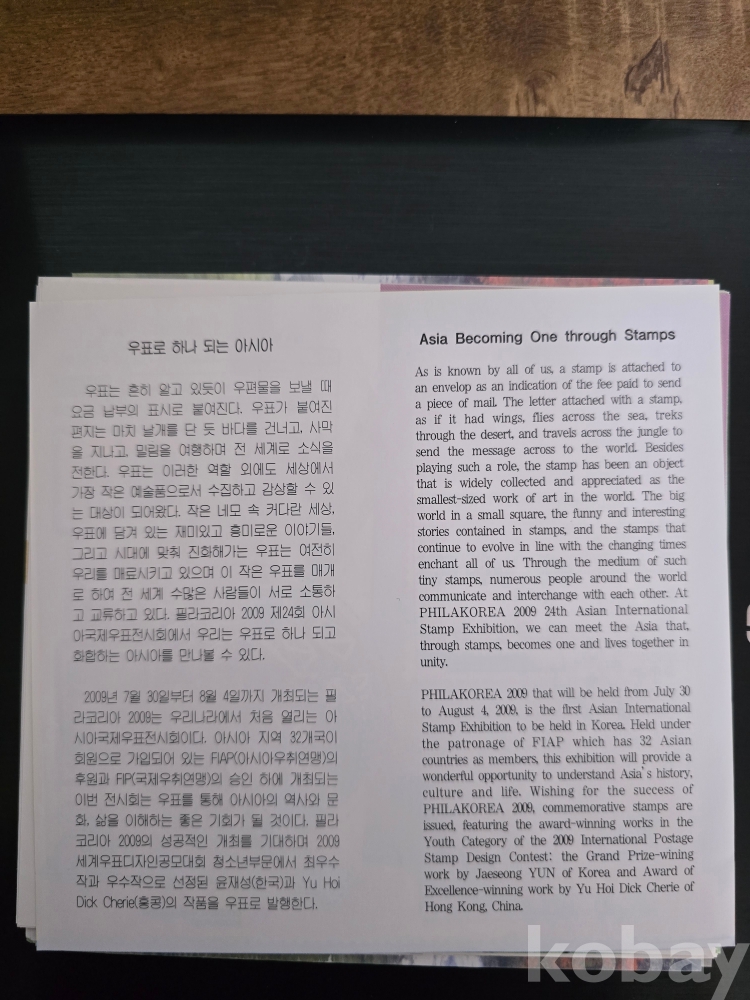 우표로 하나 되는 아시아
우표는 흔히 알고 있듯이 우편물을 보낼 때
요금 납부의 표시로 붙여진다. 우표가 붙여진
편지는 마치 날개를 단 듯 바다를 건너고, 사막
을 지나고, 밀림을 여행하며 전 세계로 소식을
전한다. 우표는 이러한 역할 외에도 세상에서
가장 작은 예술품으로서 수집하고 감상할 수 있
는 대상이 되어왔다. 작은 네모 속 커다란 세상,
우표에 담겨 있는 재미있고 흥미로운 이야기들,
그리고 시대에 맞춰 진화해가는 우표는 여전히
우리를 매료시키고 있으며 이 작은 우표를 매개
로 하여 전 세계 수많은 사람들이 서로 소통하
고 교류하고 있다. 필라코리아 2009 제24회 아시
아국제우표전시회에서 우리는 우표로 하나 되고
화합하는 아시아를 만나볼 수 있다.
2009년 7월 30일부터 8월 4일까지 개최되는 필
라코리아 2009는 우리나라에서 처음 열리는 아
시아국제우표전시회이다. 아시아 지역 32개국이
회원으로 가입되어 있는 FIAP(아시아우취연맹)의
후원과 FIP(국제우취연맹)의 승인 하에 개최되는
이번 전시회는 우표를 통해 아시아의 역사와 문
화, 삶을 이해하는 좋은 기회가 될 것이다. 필라
코리아 2009의 성공적인 개최를 기대하며 2009
세계우표디자인공모대회 청소년부문에서 최우수
작과 우수작으로 선정된 윤재성(한국)과 Yu Hoi
Dick Cherie(홍콩)의 작품을 우표로 발행한다.
Asia Becoming One through Stamps
As is known by all of us, a stamp is attached to
an envelop as an indication of the fee paid to send
a piece of mail. The letter attached with a stamp,
as if it had wings, flies across the sea, treks
through the desert, and travels across the jungle to
send the message across to the world. Besides
playing such a role, the stamp has been an object
that is widely collected and appreciated as the
smallest-sized work of art in the world. The big
world in a small square, the funny and interesting
stories contained in stamps, and the stamps that
continue to evolve in line with the changing times
enchant all of us. Through the medium of such
tiny stamps, numerous people around the world
communicate and interchange with each other. At
PHILAKOREA 2009 24th Asian International
Stamp Exhibition, we can meet the Asia that,
through stamps, becomes one and lives together in
unity.
PHILAKOREA 2009 that will be held from July 30
to August 4, 2009, is the first Asian International
Stamp Exhibition to be held in Korea. Held under
the patronage of FIAP which has 32 Asian
countries as members, this exhibition will provide a
wonderful opportunity to understand Asia's history,
culture and life. Wishing for the success of
PHILAKOREA 2009, commemorative stamps are
issued, featuring the award-winning works in the
Youth Category of the 2009 International Postage
Stamp Design Contest: the Grand Prize-wining
work by Jaeseong YUN of Korea and Award of
Excellence-winning work by Yu Hoi Dick Cherie of
Hong Kong, China.
kobay